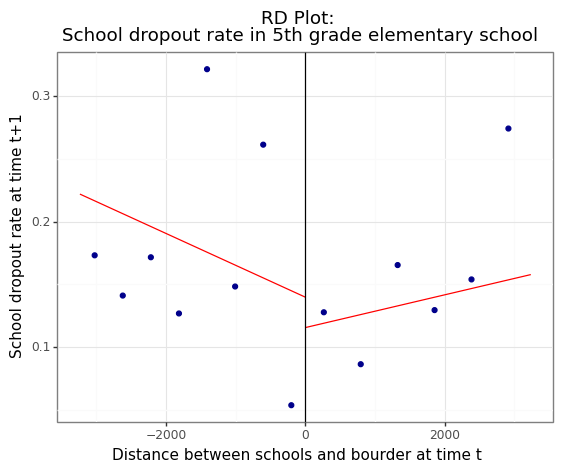 RD Plot:
School dropout rate in 5th grade elementary school
School dropout rate at time t+1
0.3
0.2
0.1
−2000
0
2000
Distance between schools and bourder at time t